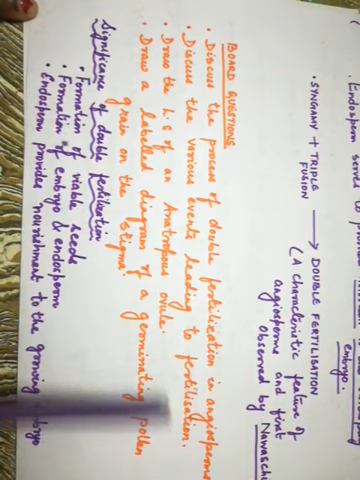 • Endosperm serves to provide
embryo.
• SYNGAMY + TRIPLE FUSION → DOUBLE FERTILISATION
(A characteristic feature of
angiosperms and first
observed by
BOARD QUESTIONS
• Discuss the process of double fertilization in angiosperms
• Discuss the various events leading to fertilisation.
• Draw the L.S of an Anatropous ovule.
• Draw a labelled diagram of a germinating pollen
grain on the stigma.
Significance of double fertilization
• Formation of viable seeds
• Formation of embryo & endosperm
• Endosperm provides nourishment to the growing embryo